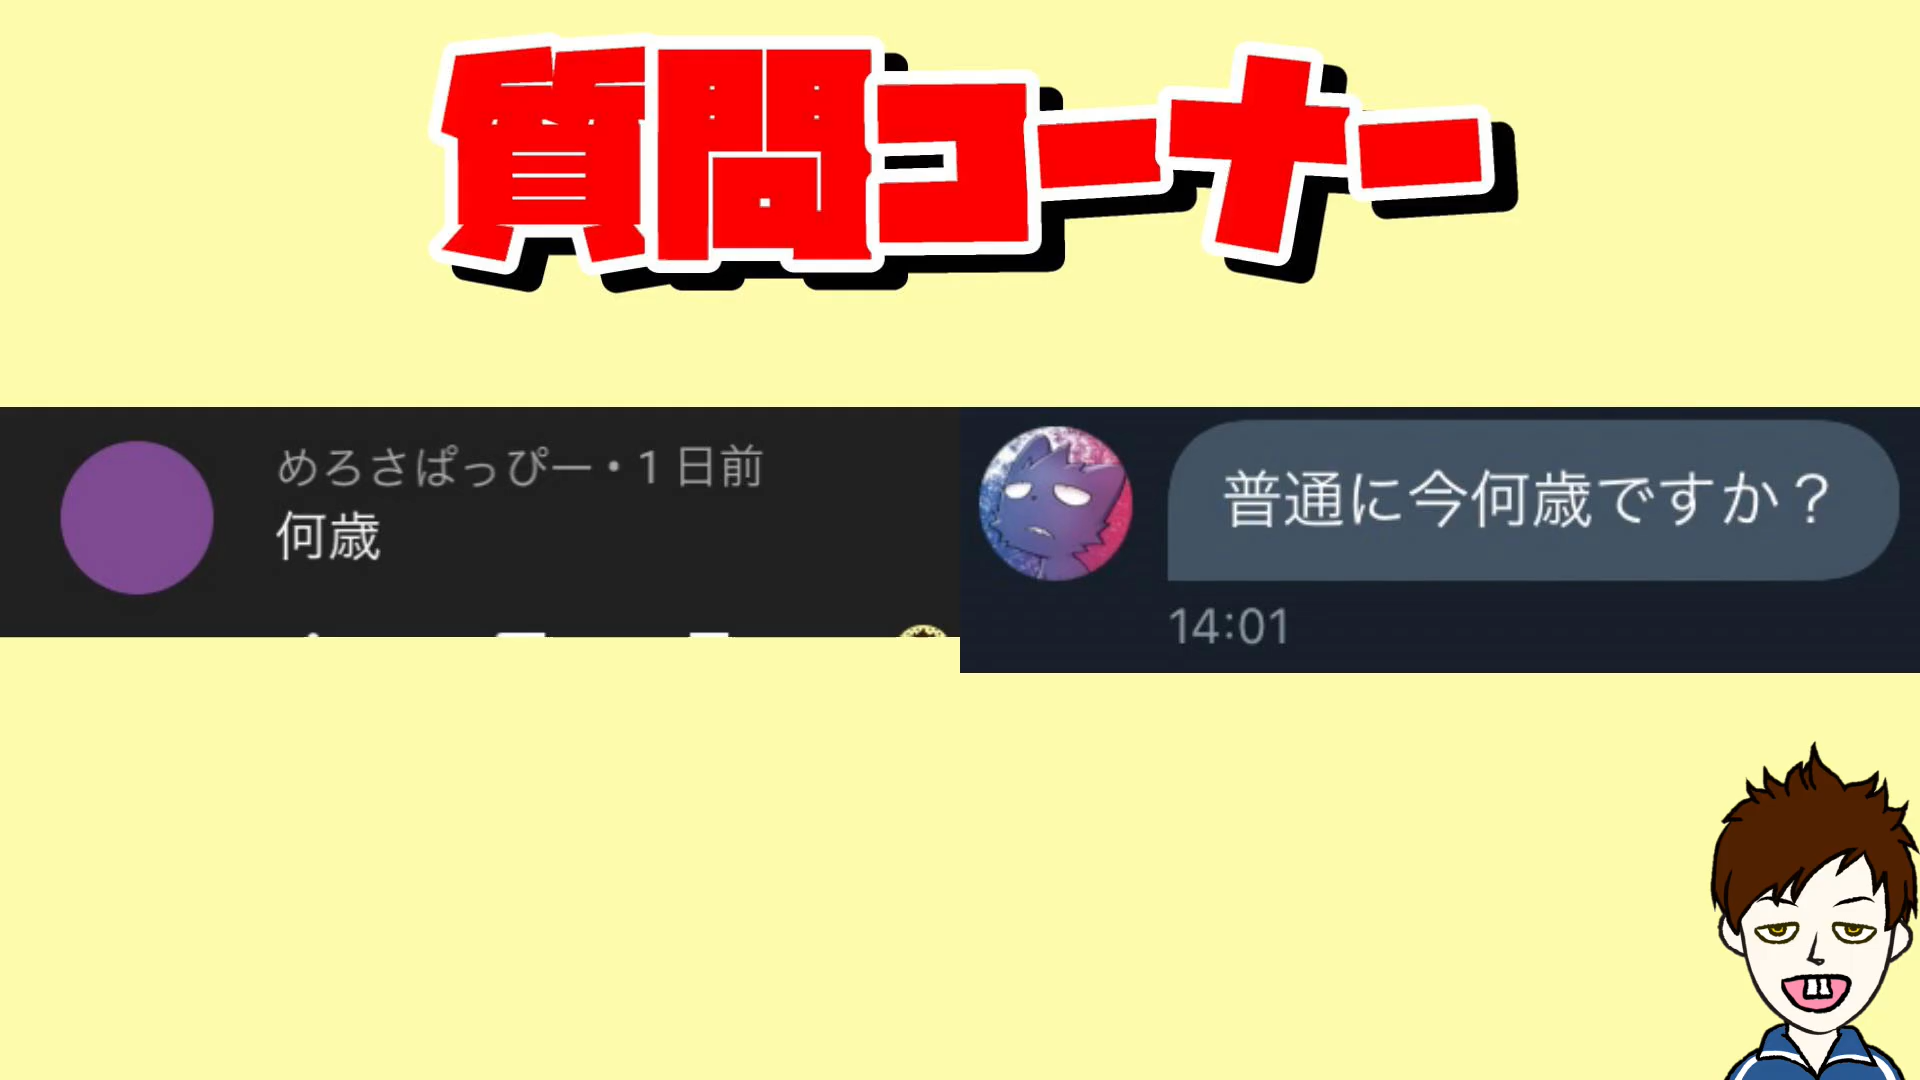 質問コーナー
めろさぱっぴー・1 日前
何歳
普通に今何歳ですか？
14:01